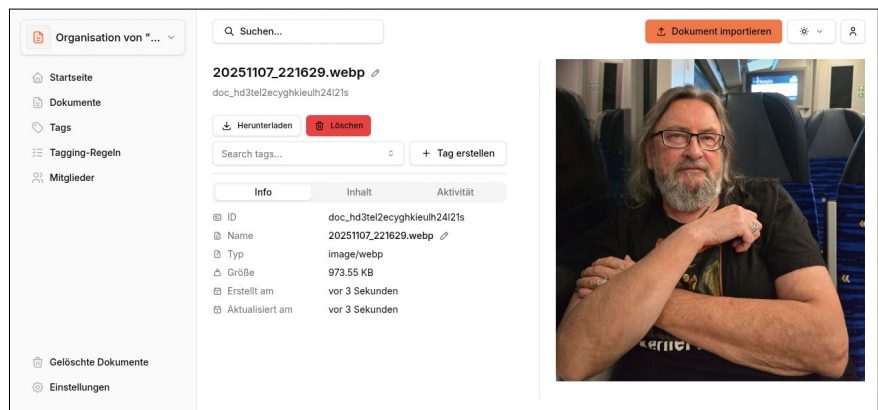 Organisation von "...
Startseite
Dokumente
Tags
Tagging-Regeln
Mitglieder
Gelöschte Dokumente
Einstellungen
Suchen...
Dokument importieren
20251107_221629.webp
doc_hd3tel2ecyghkieulh24l21s
Herunterladen Löschen
Search tags... + Tag erstellen
Info Inhalt Aktivität
ID doc_hd3tel2ecyghkieulh24l21s
Name 20251107_221629.webp
Typ image/webp
Größe 973.55 KB
Erstellt am vor 3 Sekunden
Aktualisiert am vor 3 Sekunden